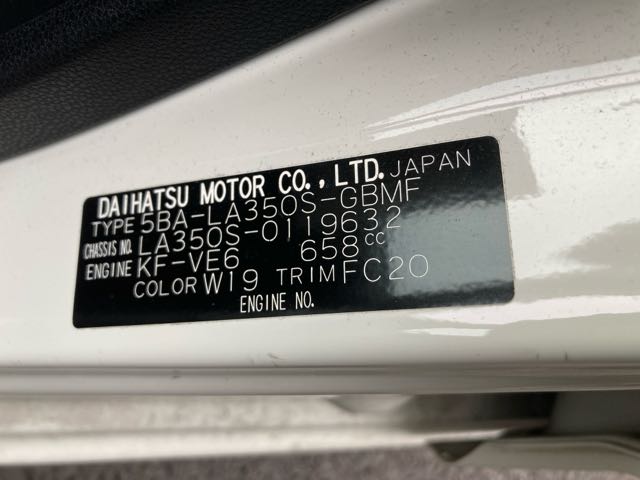 DAIHATSU MOTOR CO., LTD. JAPAN
TYPE 5BA-LA350S-GBMF
CHASSIS NO. LA350S-0119632
ENGINE KF-VE6 658cc
COLOR W19 TRIM FC20
ENGINE NO.